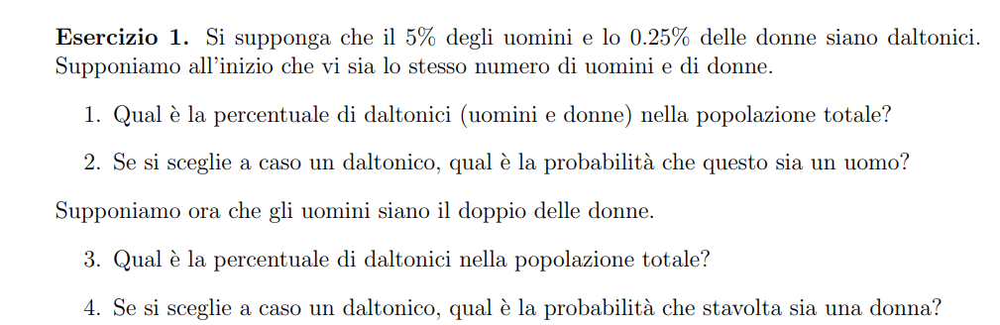 Esercizio 1. Si supponga che il 5% degli uomini e lo 0.25% delle donne siano daltonici.
Supponiamo all'inizio che vi sia lo stesso numero di uomini e di donne.
1. Qual è la percentuale di daltonici (uomini e donne) nella popolazione totale?
2. Se si sceglie a caso un daltonico, qual è la probabilità che questo sia un uomo?
Supponiamo ora che gli uomini siano il doppio delle donne.
3. Qual è la percentuale di daltonici nella popolazione totale?
4. Se si sceglie a caso un daltonico, qual è la probabilità che stavolta sia una donna?